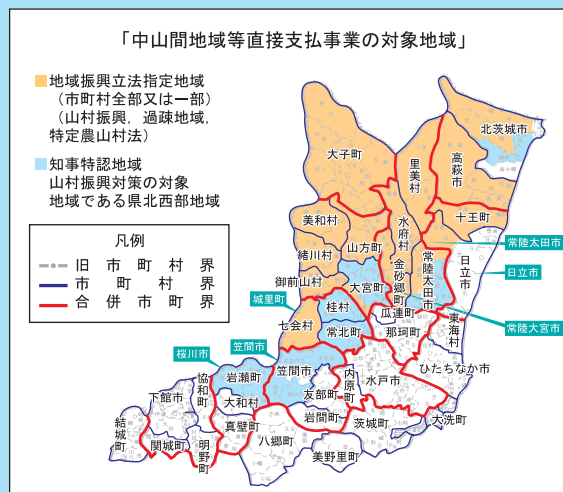 「中山間地域等直接支払事業の対象地域」
地域振興立法指定地域
（市町村全部又は一部）
（山村振興，過疎地域，
特定農山村法）
知事特認地域
山村振興対策の対象
地域である県北西部地域
凡例
旧市町村界
市町村界
合併市町界
北茨城市
大子町
里美村
高萩市
十王町
美和村
水府村
山方町
常陸太田市
緒川村
金砂郷町
常陸太田市
日立市
日立市
御前山村
大宮町
城里町
桂村
瓜連町
常陸大宮市
七会村
常北町
那珂町
東海村
笠間市
桜川市
ひたちなか市
岩瀬町
笠間市
内原町
水戸市
協和町
友部町
下館市
大和村
岩間町
茨城町
大洗町
結城町
真壁町
関城町
明野町
八郷町
美野里町